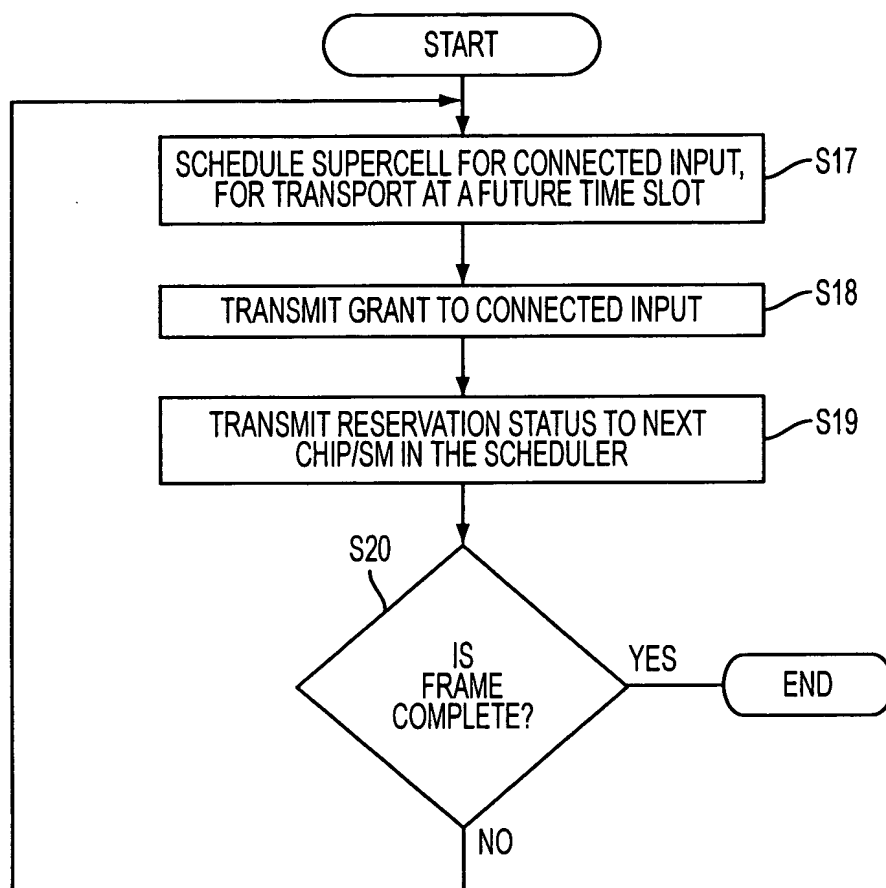 START
SCHEDULE SUPERCELL FOR CONNECTED INPUT,
FOR TRANSPORT AT A FUTURE TIME SLOT
S17
TRANSMIT GRANT TO CONNECTED INPUT
S18
TRANSMIT RESERVATION STATUS TO NEXT
CHIP/SM IN THE SCHEDULER
S19
S20
IS
FRAME
COMPLETE?
YES
END
NO